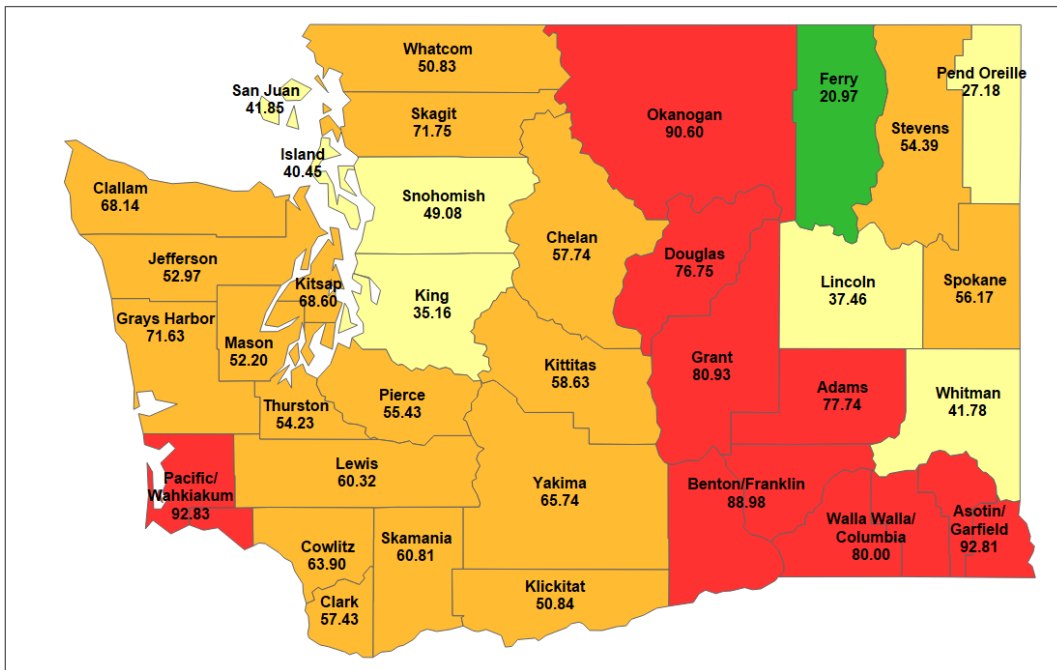 Whatcom
50.83
San Juan
41.85
Skagit
71.75
Island
40.45
Okanogan
90.60
Ferry
20.97
Pend Oreille
27.18
Stevens
54.39
Clallam
68.14
Snohomish
49.08
Chelan
57.74
Jefferson
52.97
Kitsap
68.60
Douglas
76.75
Lincoln
37.46
Spokane
56.17
King
35.16
Grays Harbor
71.63
Mason
52.20
Kittitas
58.63
Grant
80.93
Adams
77.74
Whitman
41.78
Pierce
55.43
Thurston
54.23
Lewis
60.32
Pacific/
Wahkiakum
92.83
Yakima
65.74
Benton/Franklin
88.98
Walla Walla/
Columbia
80.00
Asotin/
Garfield
92.81
Cowlitz
63.90
Skamania
60.81
Klickitat
50.84
Clark
57.43